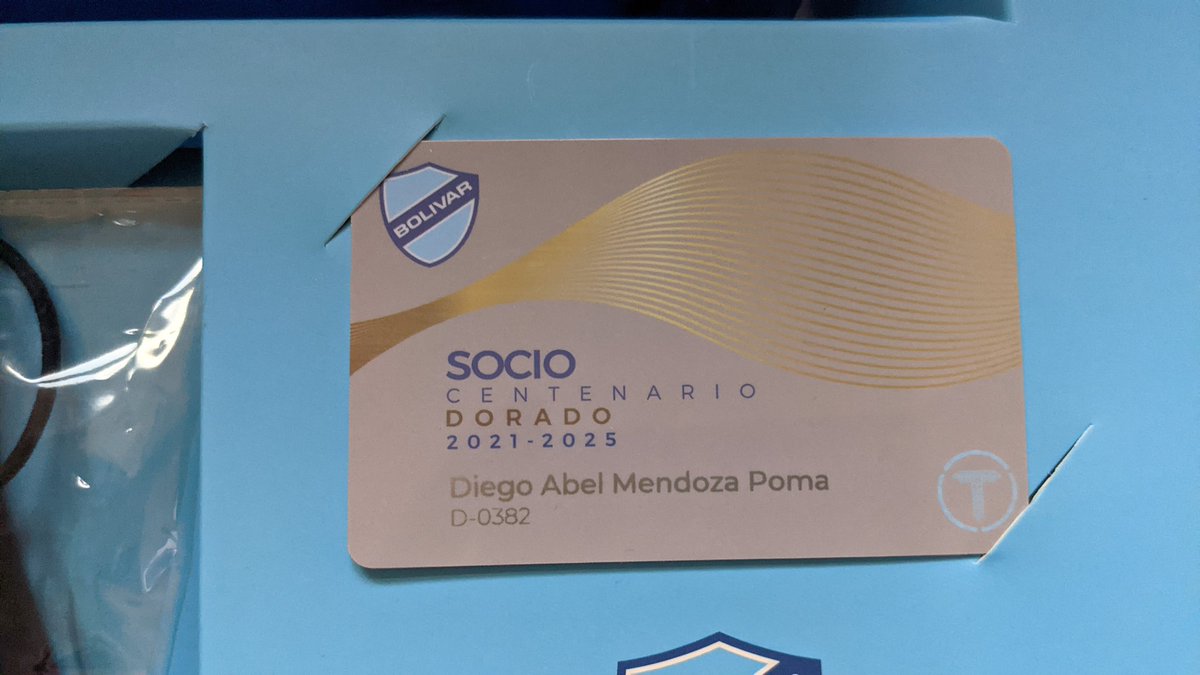 BOLIVAR
SOCIO
CENTENARIO
DORADO
2021-2025
Diego Abel Mendoza Poma
D-0382
T